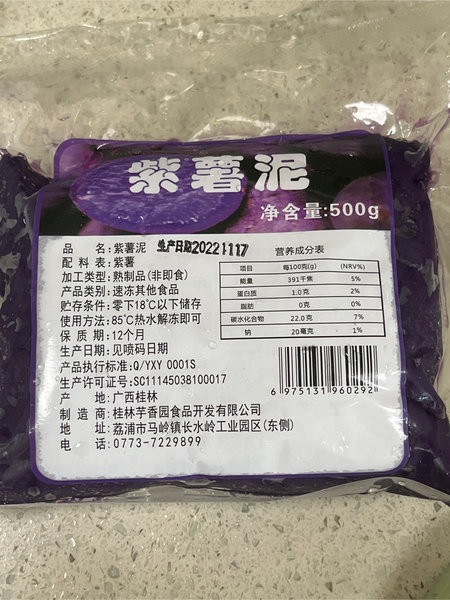 紫薯泥
净含量:500g
品 名:紫薯泥 生产日期20221117
配 料 表:紫薯
加工类型:熟制品(非即食)
产品类别:速冻其他食品
贮存条件:零下18℃以下储存
使用方法:85℃热水解冻即可
保 质 期:12个月
生产日期:见喷码日期
产品执行标准:Q/YXY 0001S
生产许可证号:SC11145038100017
产 地:广西桂林
制 造 商:桂林芋香园食品开发有限公司
地 址:荔浦市马岭镇长水岭工业园区(东侧)
电 话:0773-7229899
营养成分表
项目 每100克(g) (NRV%)
能量 391千焦 5%
蛋白质 1.0克 2%
脂肪 0克 0%
碳水化合物 22.0克 7%
钠 20毫克 1%
6 975131 960292